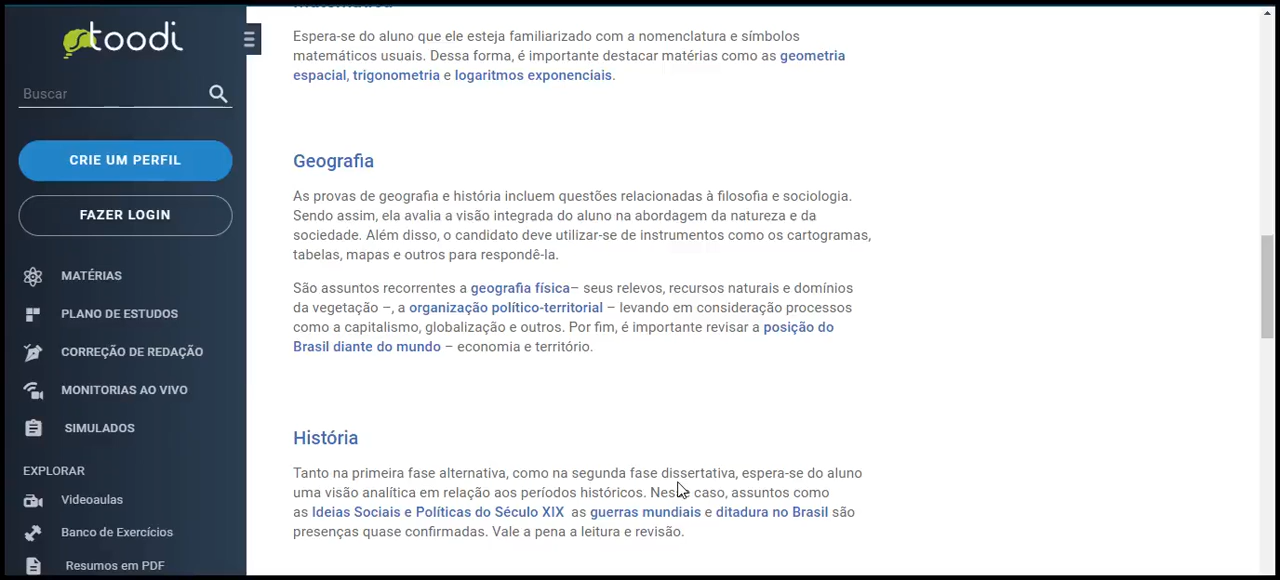 stoodi
Buscar
CRIE UM PERFIL
FAZER LOGIN
MATÉRIAS
PLANO DE ESTUDOS
CORREÇÃO DE REDAÇÃO
MONITORIAS AO VIVO
SIMULADOS
EXPLORAR
Videoaulas
Banco de Exercícios
Resumos em PDF
Espera-se do aluno que ele esteja familiarizado com a nomenclatura e símbolos
matemáticos usuais. Dessa forma, é importante destacar matérias como as geometria
espacial, trigonometria e logaritmos exponenciais.
Geografia
As provas de geografia e história incluem questões relacionadas à filosofia e sociologia.
Sendo assim, ela avalia a visão integrada do aluno na abordagem da natureza e da
sociedade. Além disso, o candidato deve utilizar-se de instrumentos como os cartogramas,
tabelas, mapas e outros para respondê-la.
São assuntos recorrentes a geografia física– seus relevos, recursos naturais e domínios
da vegetação –, a organização político-territorial – levando em consideração processos
como a capitalismo, globalização e outros. Por fim, é importante revisar a posição do
Brasil diante do mundo – economia e território.
História
Tanto na primeira fase alternativa, como na segunda fase dissertativa, espera-se do aluno
uma visão analítica em relação aos períodos históricos. Nesse caso, assuntos como
as Ideias Sociais e Políticas do Século XIX as guerras mundiais e ditadura no Brasil são
presenças quase confirmadas. Vale a pena a leitura e revisão.